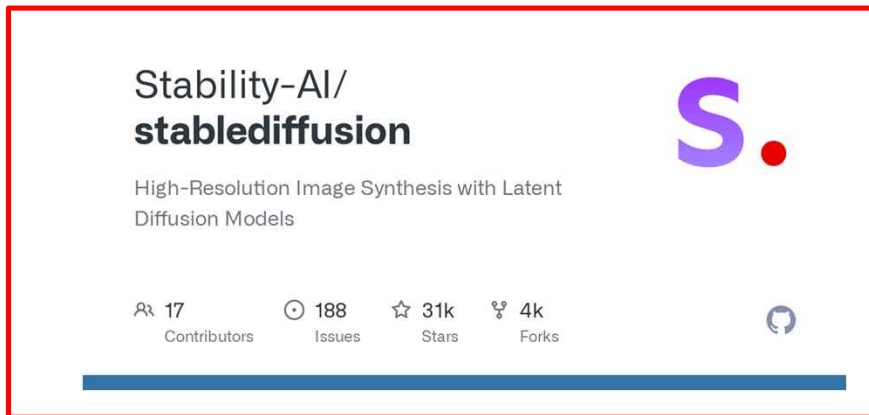 Stability-AI/
stablediffusion
S.
High-Resolution Image Synthesis with Latent
Diffusion Models
17 188 31k 4k
Contributors Issues Stars Forks